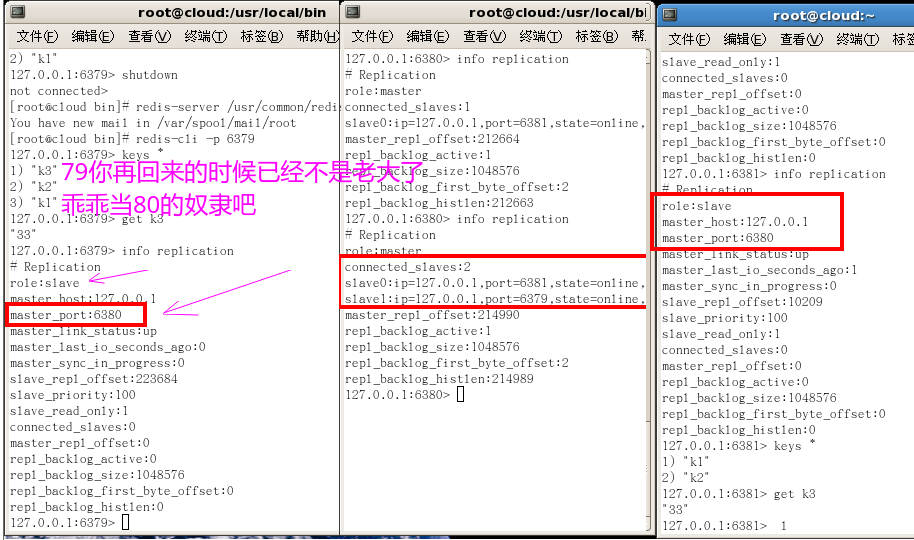 root@cloud:/usr/local/bin
文件(F) 编辑(E) 查看(V) 终端(T) 标签(B) 帮助(H)
2) "k1"
127.0.0.1:6379> shutdown
not connected>
[root@cloud bin]# redis-server /usr/common/redis
You have new mail in /var/spool/mail/root
[root@cloud bin]# redis-cli -p 6379
127.0.0.1:6379> keys *
1) "k3"
2) "k2"
3) "k1"
79你再回来的时候已经不是老大了
乖乖当80的奴隶吧
127.0.0.1:6379> get k3
"33"
127.0.0.1:6379> info replication
# Replication
role:slave
master_host:127.0.0.1
master_port:6380
master_link_status:up
master_last_io_seconds_ago:0
master_sync_in_progress:0
slave_repl_offset:223684
slave_priority:100
slave_read_only:1
connected_slaves:0
master_repl_offset:0
repl_backlog_active:0
repl_backlog_size:1048576
repl_backlog_first_byte_offset:0
repl_backlog_histlen:0
127.0.0.1:6379>
root@cloud:/usr/local/bi
文件(F) 编辑(E) 查看(V) 终端(T) 标签(B) 帮
127.0.0.1:6380> info replication
# Replication
role:master
connected_slaves:1
slave0:ip=127.0.0.1,port=6381,state=online,
master_repl_offset:212664
repl_backlog_active:1
repl_backlog_size:1048576
repl_backlog_first_byte_offset:2
repl_backlog_histlen:212663
127.0.0.1:6380> info replication
# Replication
role:master
connected_slaves:2
slave0:ip=127.0.0.1,port=6381,state=online,
slave1:ip=127.0.0.1,port=6379,state=online,
master_repl_offset:214990
repl_backlog_active:1
repl_backlog_size:1048576
repl_backlog_first_byte_offset:2
repl_backlog_histlen:214989
127.0.0.1:6380>
root@cloud:~
文件(F) 编辑(E) 查看(V) 终端(T) 标签
slave_read_only:1
connected_slaves:0
master_repl_offset:0
repl_backlog_active:0
repl_backlog_size:1048576
repl_backlog_first_byte_offset:0
repl_backlog_histlen:0
127.0.0.1:6381> info replication
# Replication
role:slave
master_host:127.0.0.1
master_port:6380
master_link_status:up
master_last_io_seconds_ago:1
master_sync_in_progress:0
slave_repl_offset:10209
slave_priority:100
slave_read_only:1
connected_slaves:0
master_repl_offset:0
repl_backlog_active:0
repl_backlog_size:1048576
repl_backlog_first_byte_offset:0
repl_backlog_histlen:0
127.0.0.1:6381> keys *
1) "k1"
2) "k2"
127.0.0.1:6381> get k3
"33"
127.0.0.1:6381> 1